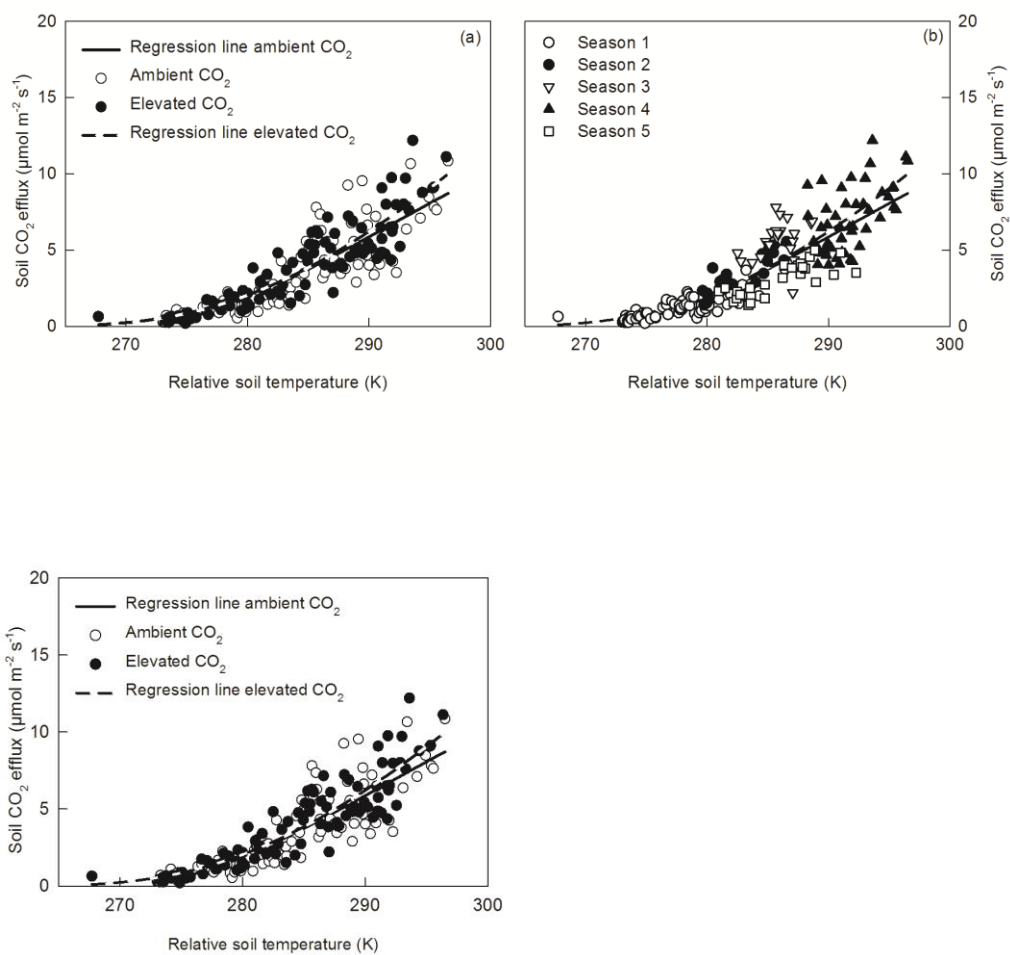 (a)
Regression line ambient CO₂
Ambient CO₂
Elevated CO₂
Regression line elevated CO₂
20
15
10
5
0
270
280
290
300
Soil CO₂ efflux (µmol m⁻² s⁻¹)
Relative soil temperature (K)
(b)
Season 1
Season 2
Season 3
Season 4
Season 5
20
15
10
5
0
270
280
290
300
Soil CO₂ efflux (µmol m⁻² s⁻¹)
Relative soil temperature (K)
Regression line ambient CO₂
Ambient CO₂
Elevated CO₂
Regression line elevated CO₂
20
15
10
5
0
270
280
290
300
Soil CO₂ efflux (µmol m⁻² s⁻¹)
Relative soil temperature (K)